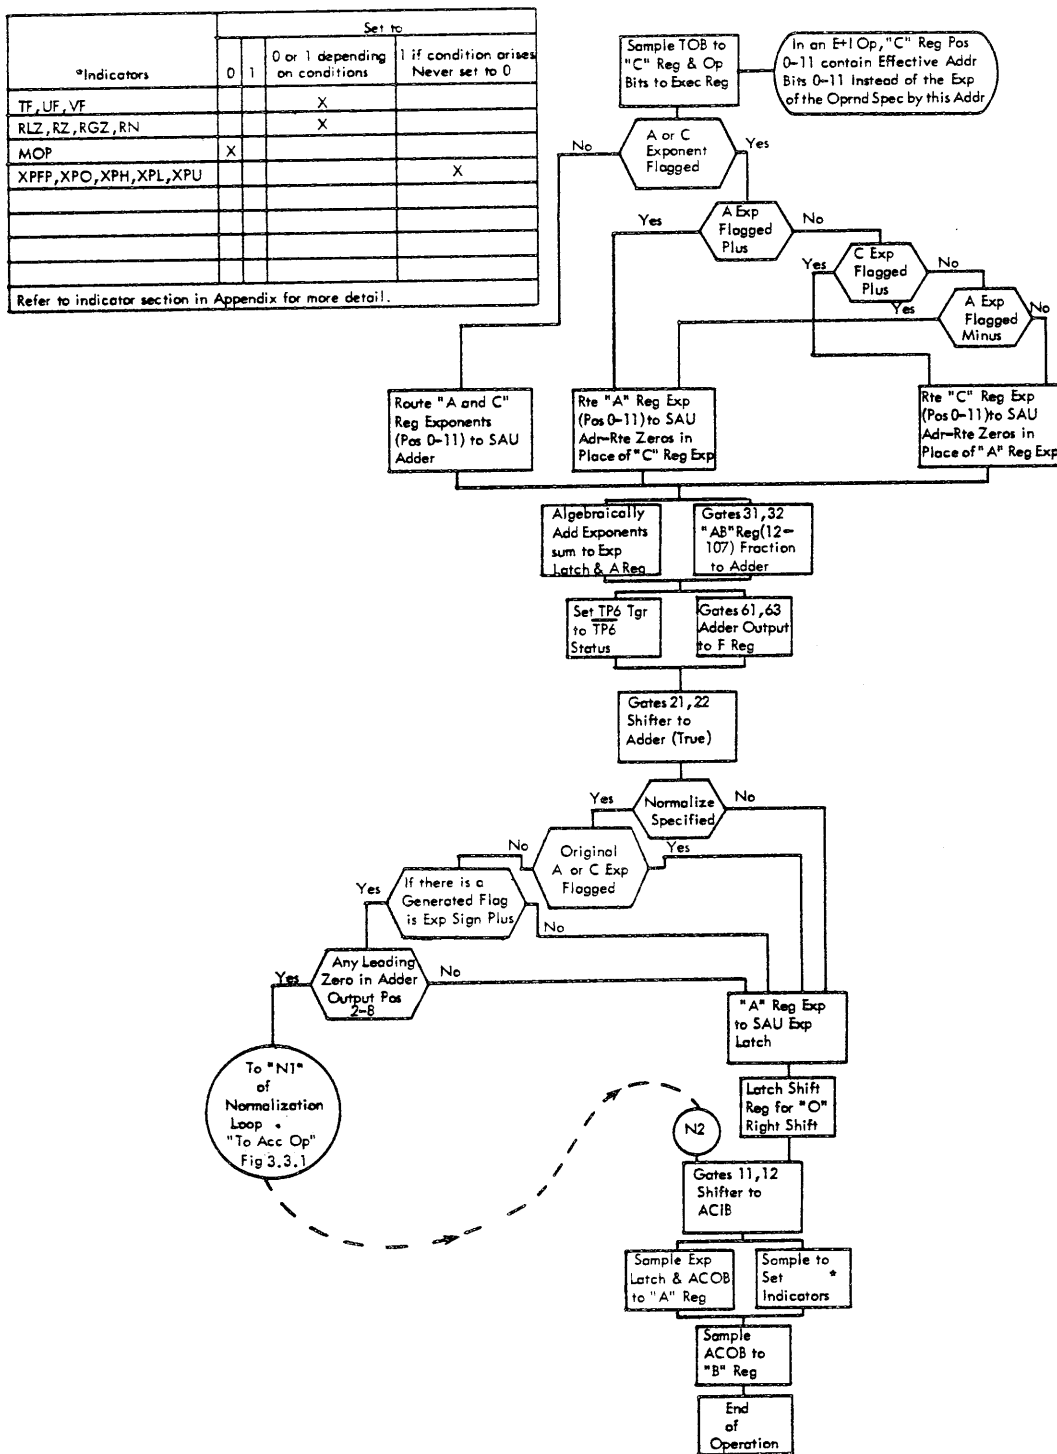 Set to
*Indicators
0
1
0 or 1 depending
on conditions
1 if condition arises
Never set to 0
TF, UF, VF
X
RLZ, RZ, RGZ, RN
X
MOP
X
XPFP, XPO, XPH, XPL, XPU
X
Refer to indicator section in Appendix for more detail.
Sample TOB to
"C" Reg & Op
Bits to Exec Reg
In an E+I Op, "C" Reg Pos
0-11 contain Effective Addr
Bits 0-11 Instead of the Exp
of the Oprnd Spec by this Addr
No
A or C
Exponent
Flagged
Yes
Yes
A Exp
Flagged
Plus
No
Yes
C Exp
Flagged
Plus
No
Yes
A Exp
Flagged
Minus
No
Route "A and C"
Reg Exponents
(Pos 0-11) to SAU
Adder
Rte "A" Reg Exp
(Pos 0-11) to SAU
Adr-Rte Zeros in
Place of "C" Reg Exp
Rte "C" Reg Exp
(Pos 0-11) to SAU
Adr-Rte Zeros in
Place of "A" Reg Exp
Algebraically
Add Exponents
sum to Exp
Latch & A Reg
Gates 31, 32
"AB" Reg (12-
107) Fraction
to Adder
Set TP6 Tgr
to T̅P̅6̅
Status
Gates 61, 63
Adder Output
to F Reg
Gates 21, 22
Shifter to
Adder (True)
Yes
Normalize
Specified
No
No
Original
A or C Exp
Flagged
Yes
Yes
If there is a
Generated Flag
is Exp Sign Plus
No
Yes
Any Leading
Zero in Adder
Output Pos
2-8
No
"A" Reg Exp
to SAU Exp
Latch
To "N1"
of
Normalization
Loop
"To Acc Op"
Fig 3.3.1
Latch Shift
Reg for "O"
Right Shift
N2
Gates 11, 12
Shifter to
ACIB
Sample Exp
Latch & ACOB
to "A" Reg
Sample to
Set *
Indicators
Sample
ACOB to
"B" Reg
End
of
Operation